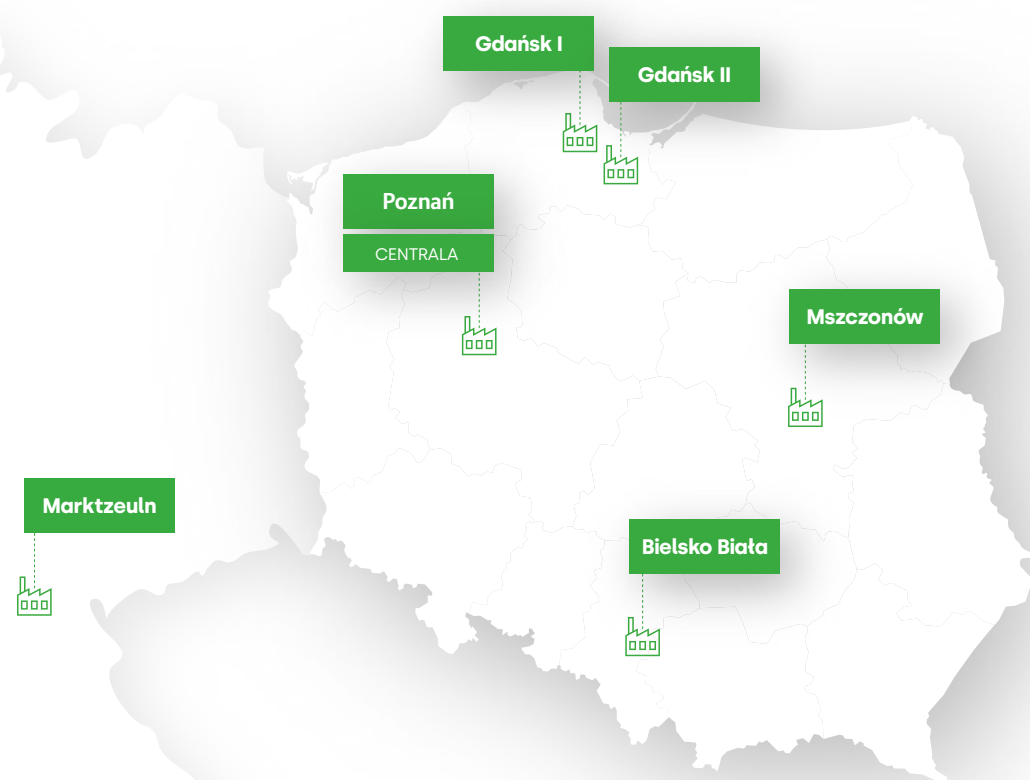 Gdańsk I
Gdańsk II
Poznań
CENTRALA
Mszczonów
Marktzeuln
Bielsko Biała